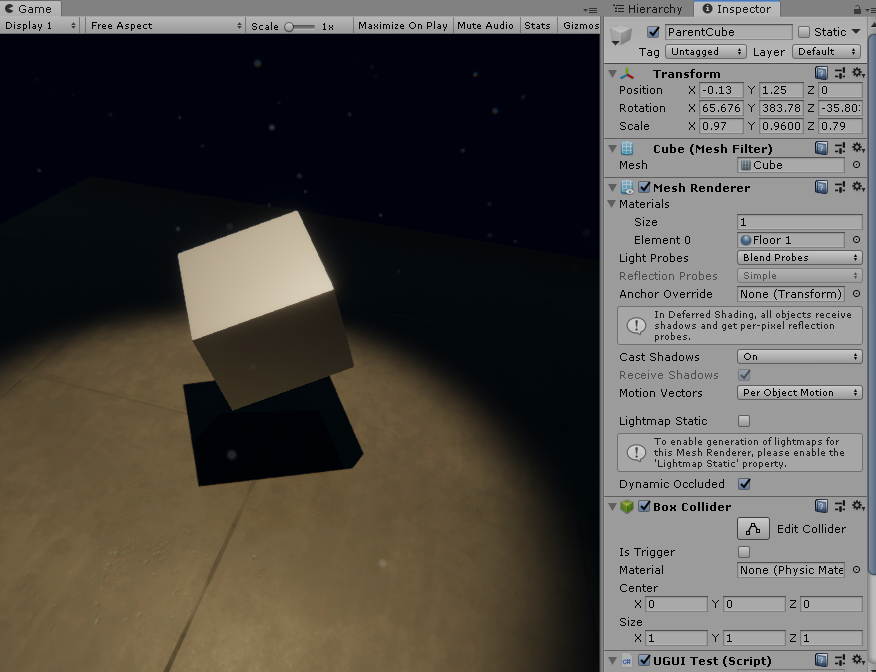 Game
Hierarchy
Inspector
Display 1
Free Aspect
Scale
1x
Maximize On Play
Mute Audio
Stats
Gizmos
ParentCube
Static
Tag
Untagged
Layer
Default
Transform
Position X -0.13 Y 1.25 Z 0
Rotation X 65.676 Y 383.78 Z -35.80
Scale X 0.97 Y 0.9600 Z 0.79
Cube (Mesh Filter)
Mesh Cube
Mesh Renderer
Materials
Size 1
Element 0 Floor 1
Light Probes Blend Probes
Reflection Probes Simple
Anchor Override None (Transform)
In Deferred Shading, all objects receive
shadows and get per-pixel reflection
probes.
Cast Shadows On
Receive Shadows
Motion Vectors Per Object Motion
Lightmap Static
To enable generation of lightmaps for
this Mesh Renderer, please enable the
'Lightmap Static' property.
Dynamic Occluded
Box Collider
Edit Collider
Is Trigger
Material None (Physic Mate
Center
X 0 Y 0 Z 0
Size
X 1 Y 1 Z 1
UGUI Test (Script)